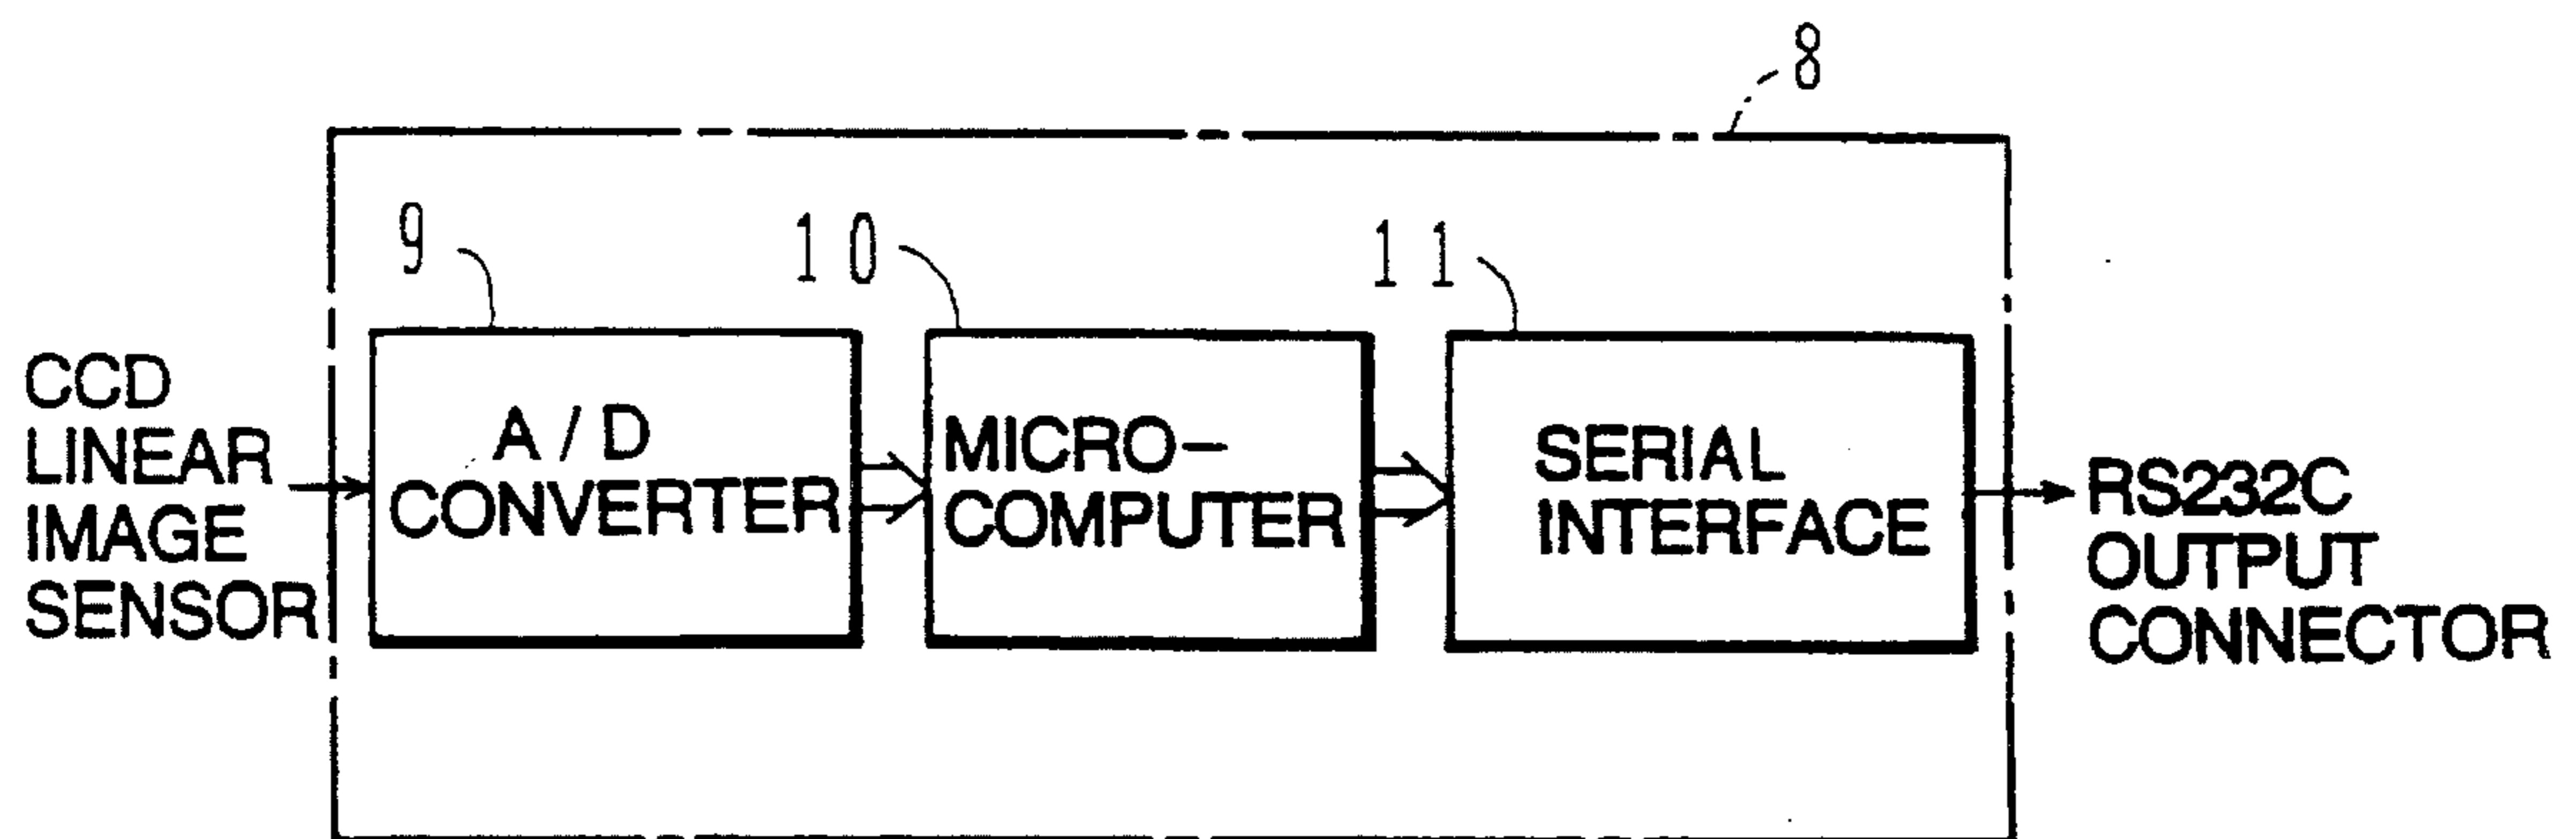 8
9
10
11
CCD
LINEAR
IMAGE
SENSOR
A / D
CONVERTER
MICRO-
COMPUTER
SERIAL
INTERFACE
RS232C
OUTPUT
CONNECTOR